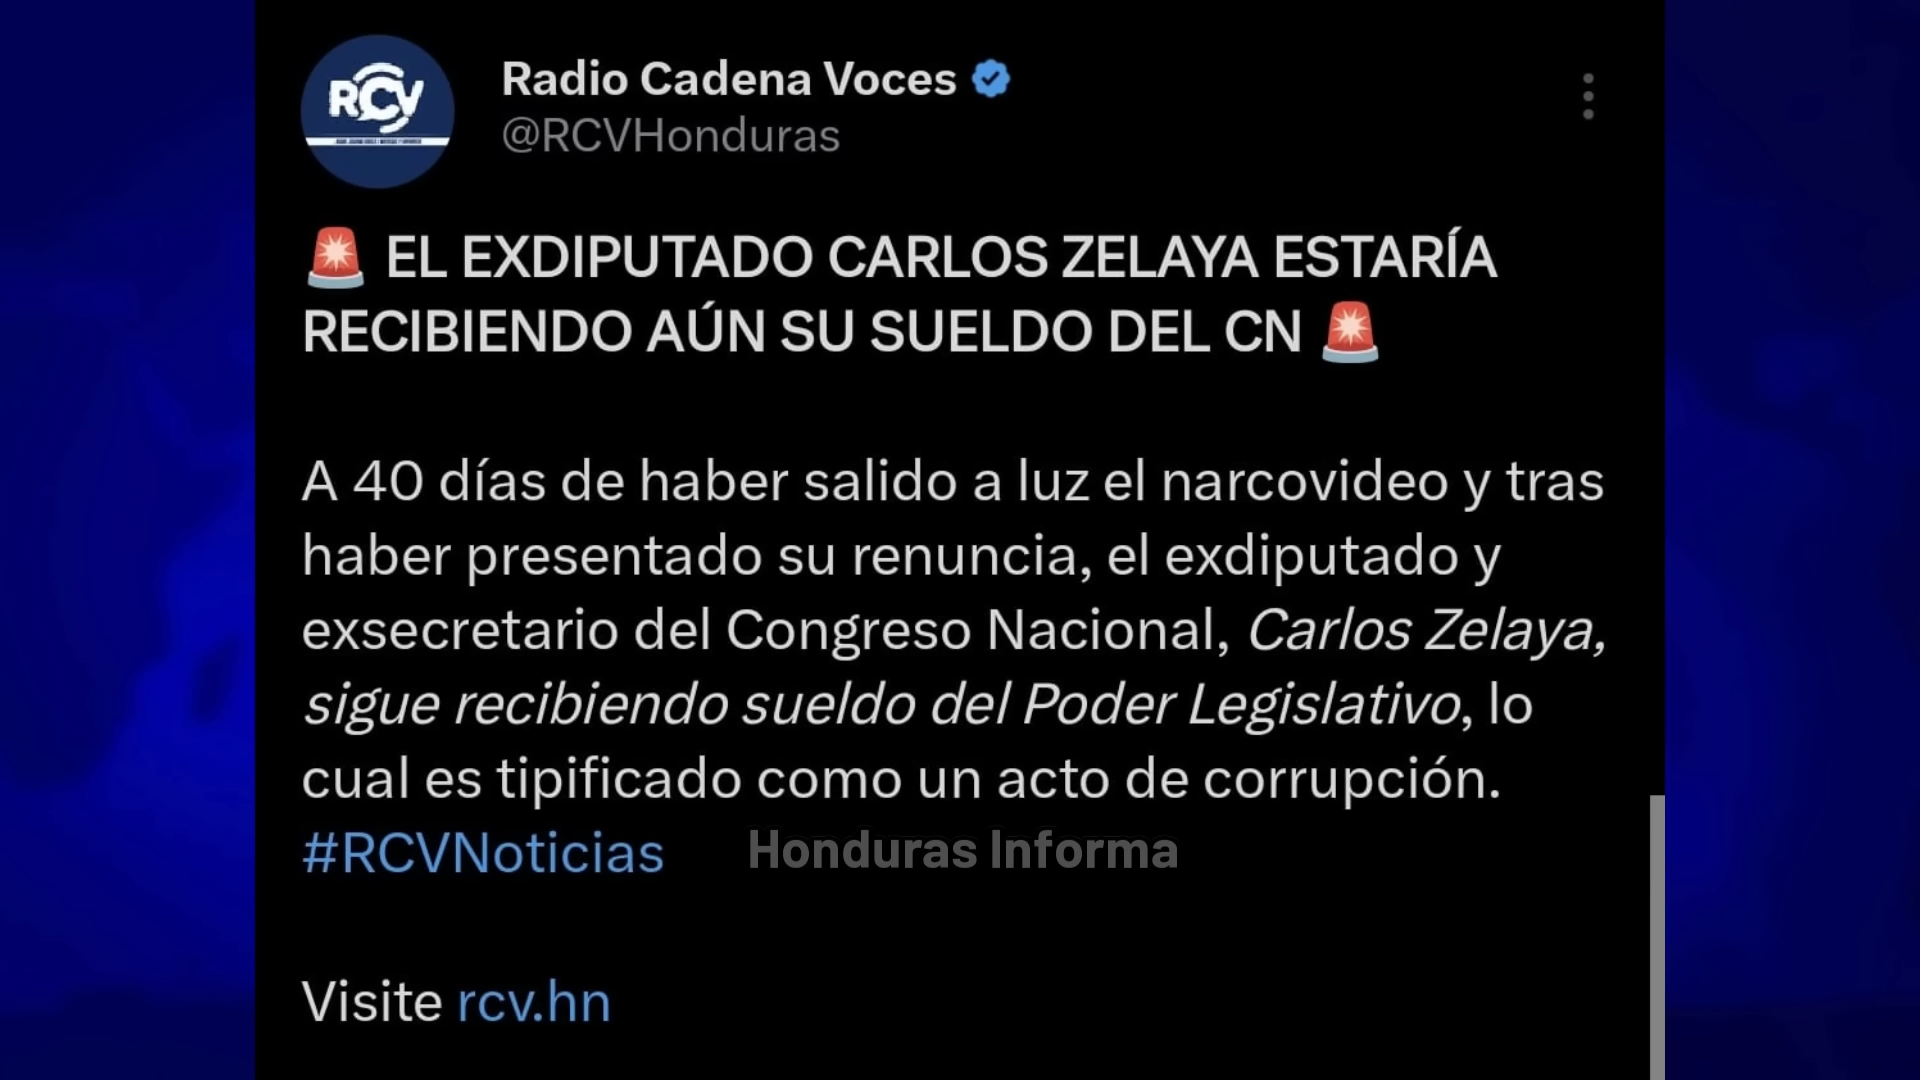 RCV
Radio Cadena Voces
@RCVHonduras
🚨 EL EXDIPUTADO CARLOS ZELAYA ESTARÍA
RECIBIENDO AÚN SU SUELDO DEL CN 🚨
A 40 días de haber salido a luz el narcovideo y tras
haber presentado su renuncia, el exdiputado y
exsecretario del Congreso Nacional, Carlos Zelaya,
sigue recibiendo sueldo del Poder Legislativo, lo
cual es tipificado como un acto de corrupción.
#RCVNoticias
Honduras Informa
Visite rcv.hn